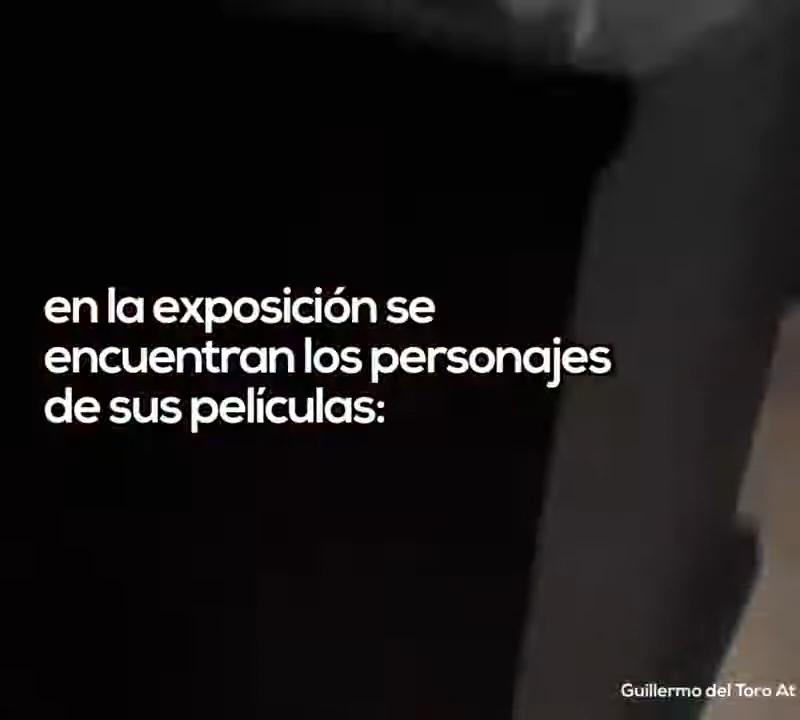 en la exposición se
encuentran los personajes
de sus películas:
Guillermo del Toro At